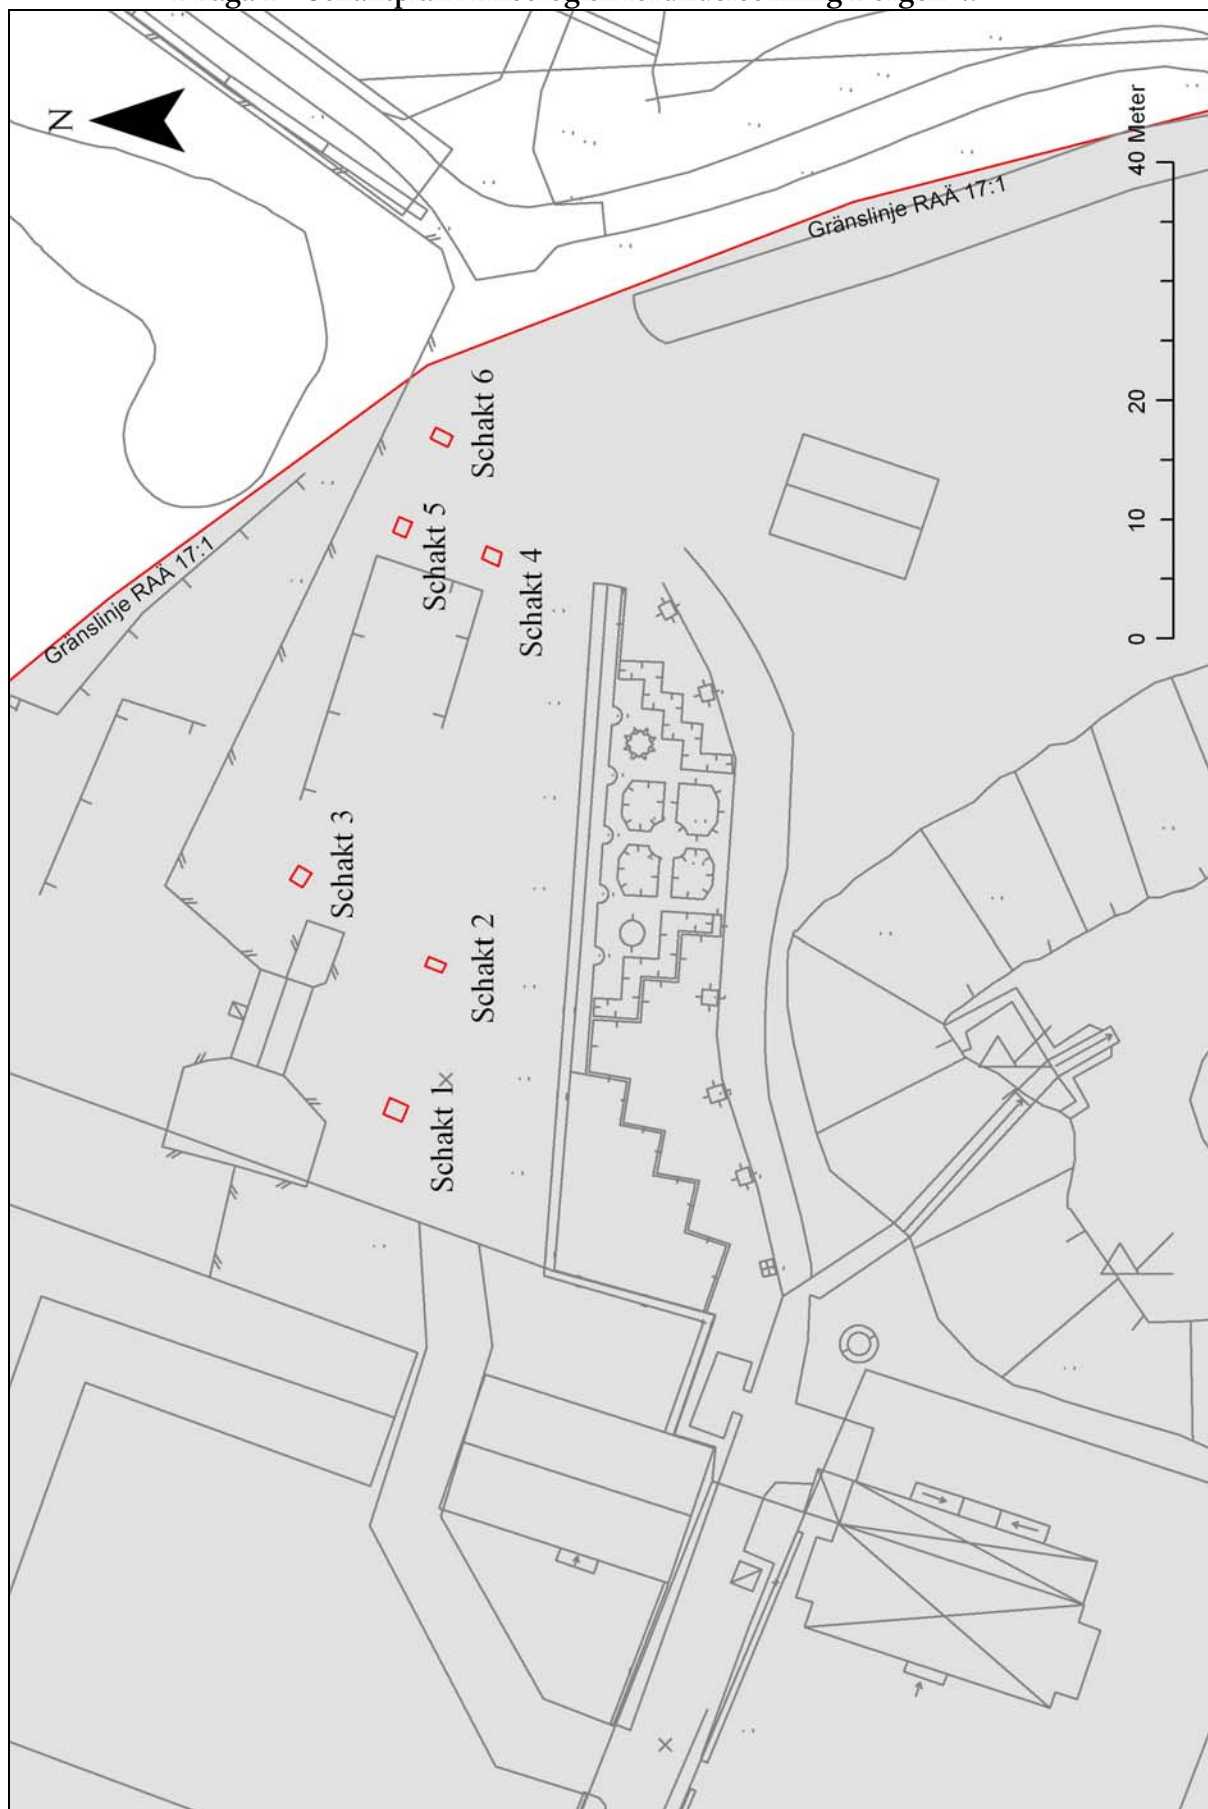 N
Gränslinje RAÄ 17:1
Gränslinje RAÄ 17:1
Schakt 1
Schakt 2
Schakt 3
Schakt 4
Schakt 5
Schakt 6
0 10 20 40 Meter